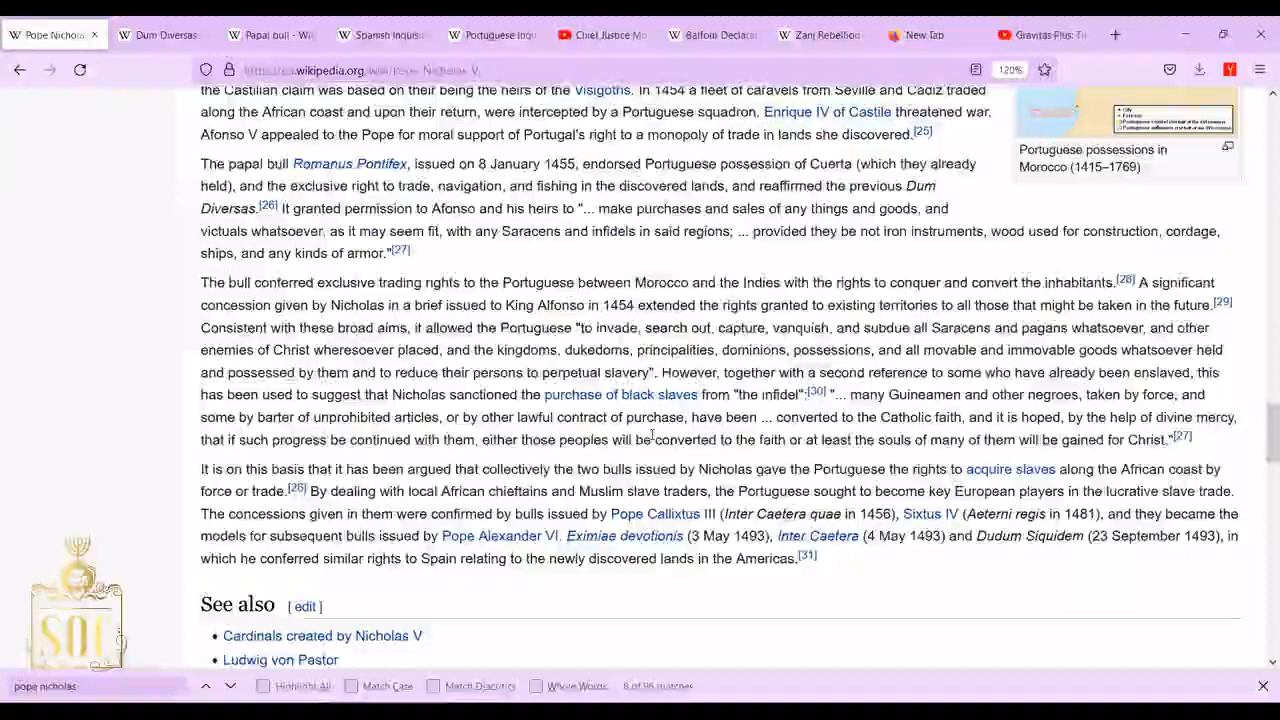 Pope Nichola
Dum Diversas
Papal bull - Wi
Spanish Inquis
Portuguese Inqu
Chief Justice Mo
Balfour Declarat
Zanj Rebellion
New Tab
Gravitas Plus: T
wikipedia.org
120%
the Castilian claim was based on their being the heirs of the Visigoths. In 1454 a fleet of caravels from Seville and Cadiz traded
along the African coast and upon their return, were intercepted by a Portuguese squadron. Enrique IV of Castile threatened war.
Afonso V appealed to the Pope for moral support of Portugal's right to a monopoly of trade in lands she discovered.[25]
Portuguese possessions in
Morocco (1415–1769)
The papal bull Romanus Pontifex, issued on 8 January 1455, endorsed Portuguese possession of Cuerta (which they already
held), and the exclusive right to trade, navigation, and fishing in the discovered lands, and reaffirmed the previous Dum
Diversas.[26] It granted permission to Afonso and his heirs to "... make purchases and sales of any things and goods, and
victuals whatsoever, as it may seem fit, with any Saracens and infidels in said regions; ... provided they be not iron instruments, wood used for construction, cordage,
ships, and any kinds of armor."[27]
The bull conferred exclusive trading rights to the Portuguese between Morocco and the Indies with the rights to conquer and convert the inhabitants.[28] A significant
concession given by Nicholas in a brief issued to King Alfonso in 1454 extended the rights granted to existing territories to all those that might be taken in the future.[29]
Consistent with these broad aims, it allowed the Portuguese "to invade, search out, capture, vanquish, and subdue all Saracens and pagans whatsoever, and other
enemies of Christ wheresoever placed, and the kingdoms, dukedoms, principalities, dominions, possessions, and all movable and immovable goods whatsoever held
and possessed by them and to reduce their persons to perpetual slavery". However, together with a second reference to some who have already been enslaved, this
has been used to suggest that Nicholas sanctioned the purchase of black slaves from "the infidel":[30] "... many Guineamen and other negroes, taken by force, and
some by barter of unprohibited articles, or by other lawful contract of purchase, have been ... converted to the Catholic faith, and it is hoped, by the help of divine mercy,
that if such progress be continued with them, either those peoples will be converted to the faith or at least the souls of many of them will be gained for Christ."[27]
It is on this basis that it has been argued that collectively the two bulls issued by Nicholas gave the Portuguese the rights to acquire slaves along the African coast by
force or trade.[26] By dealing with local African chieftains and Muslim slave traders, the Portuguese sought to become key European players in the lucrative slave trade.
The concessions given in them were confirmed by bulls issued by Pope Callixtus III (Inter Caetera quae in 1456), Sixtus IV (Aeterni regis in 1481), and they became the
models for subsequent bulls issued by Pope Alexander VI. Eximiae devotionis (3 May 1493), Inter Caetera (4 May 1493) and Dudum Siquidem (23 September 1493), in
which he conferred similar rights to Spain relating to the newly discovered lands in the Americas.[31]
See also [ edit ]
Cardinals created by Nicholas V
Ludwig von Pastor
SOC
pope nicholas
Highlight All
Match Case
Match Diacritics
Whole Words
8 of 96 matches